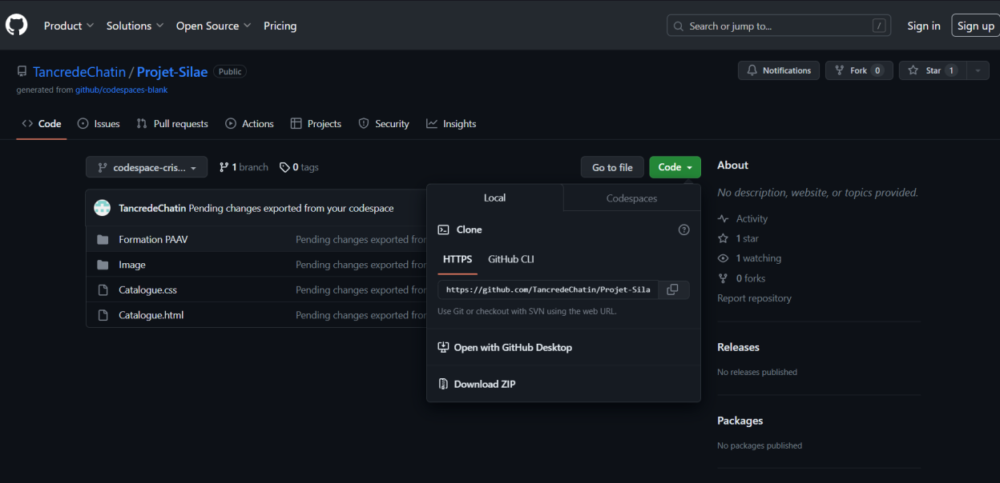 Product Solutions Open Source Pricing Search or jump to... / Sign in Sign up
TancredeChatin / Projet-Silae Public Notifications Fork 0 Star 1
generated from github/codespaces-blank
Code Issues Pull requests Actions Projects Security Insights
codespace-cris... 1 branch 0 tags Go to file Code
TancredeChatin Pending changes exported from your codespace
Formation PAAV Pending changes exported from
Image Pending changes exported from
Catalogue.css Pending changes exported from
Catalogue.html Pending changes exported from
Local Codespaces
Clone ?
HTTPS GitHub CLI
https://github.com/TancredeChatin/Projet-Sila
Use Git or checkout with SVN using the web URL.
Open with GitHub Desktop
Download ZIP
About
No description, website, or topics provided.
Activity
1 star
1 watching
0 forks
Report repository
Releases
No releases published
Packages
No packages published